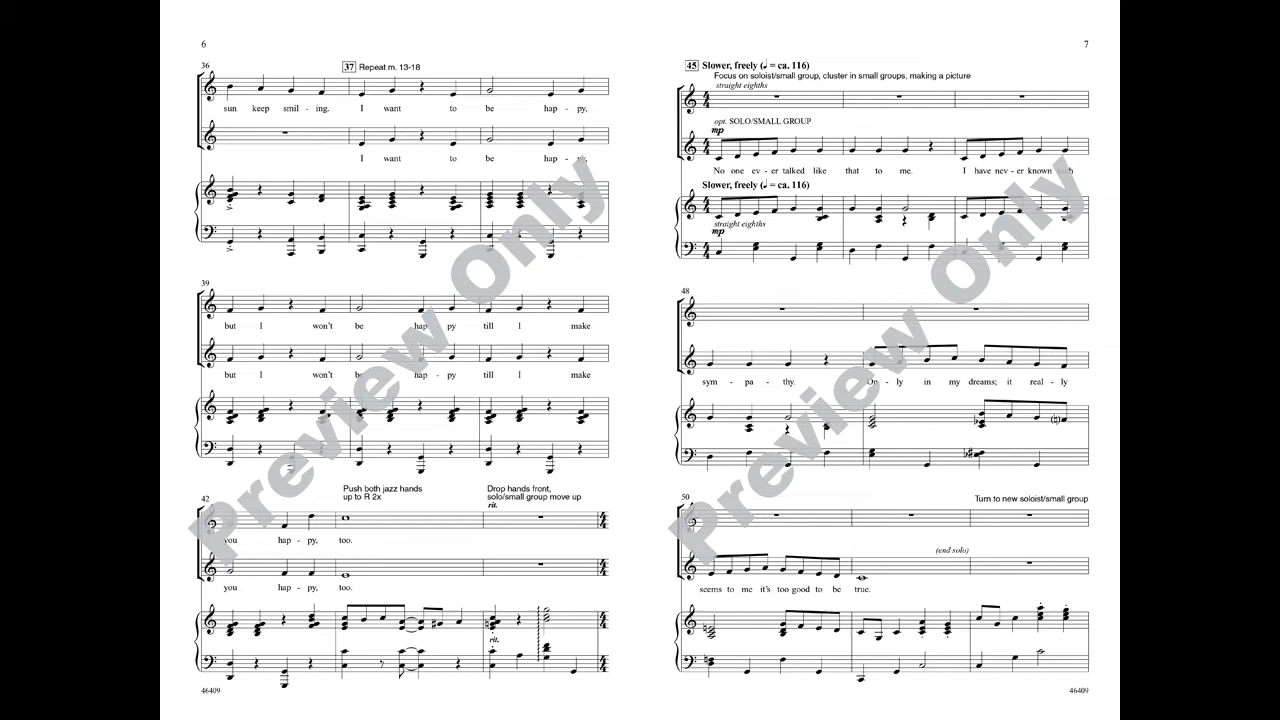 6
36
37 Repeat m. 13-18
sun keep smil - ing. I want to be hap - py,
I want to be hap - py,
39
but I won't be hap - py till I make
but I won't be hap - py till I make
42
Push both jazz hands
up to R 2x
Drop hands front,
solo/small group move up
rit.
you hap - py, too.
you hap - py, too.
rit.
46409
7
45 Slower, freely (♩ = ca. 116)
Focus on soloist/small group, cluster in small groups, making a picture
straight eighths
opt. SOLO/SMALL GROUP
mp
No one ev - er talked like that to me. I have nev - er known such
Slower, freely (♩ = ca. 116)
straight eighths
mp
48
sym - pa - thy. On - ly in my dreams; it real - ly
50
Turn to new soloist/small group
(end solo)
seems to me it's too good to be true.
46409
Preview Only
Preview Only